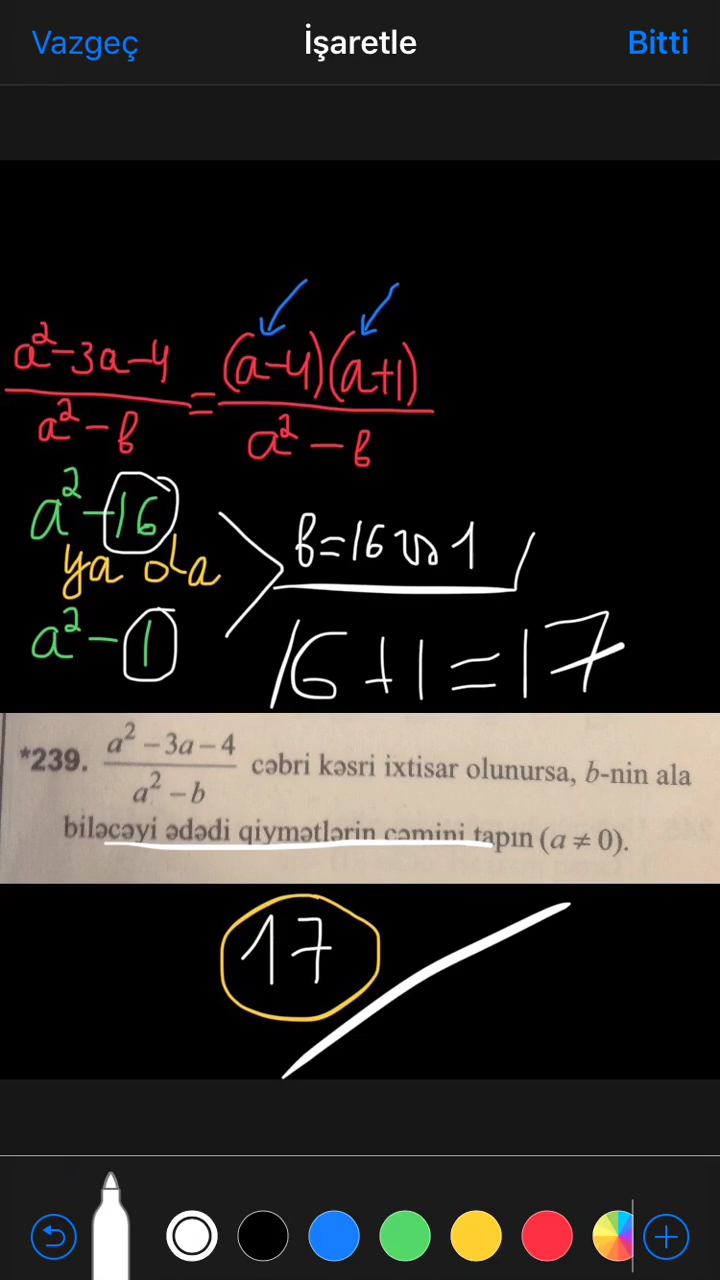 Vazgeç İşaretle Bitti
a²-3a-4 / a²-b = (a-4)(a+1) / a²-b
a²-16
ya da
a²-1
b=16 və 1
16+1=17
*239. a² - 3a - 4 / a² - b cəbri kəsri ixtisar olunursa, b-nin ala
biləcəyi ədədi qiymətlərin cəmini tapın (a ≠ 0).
17